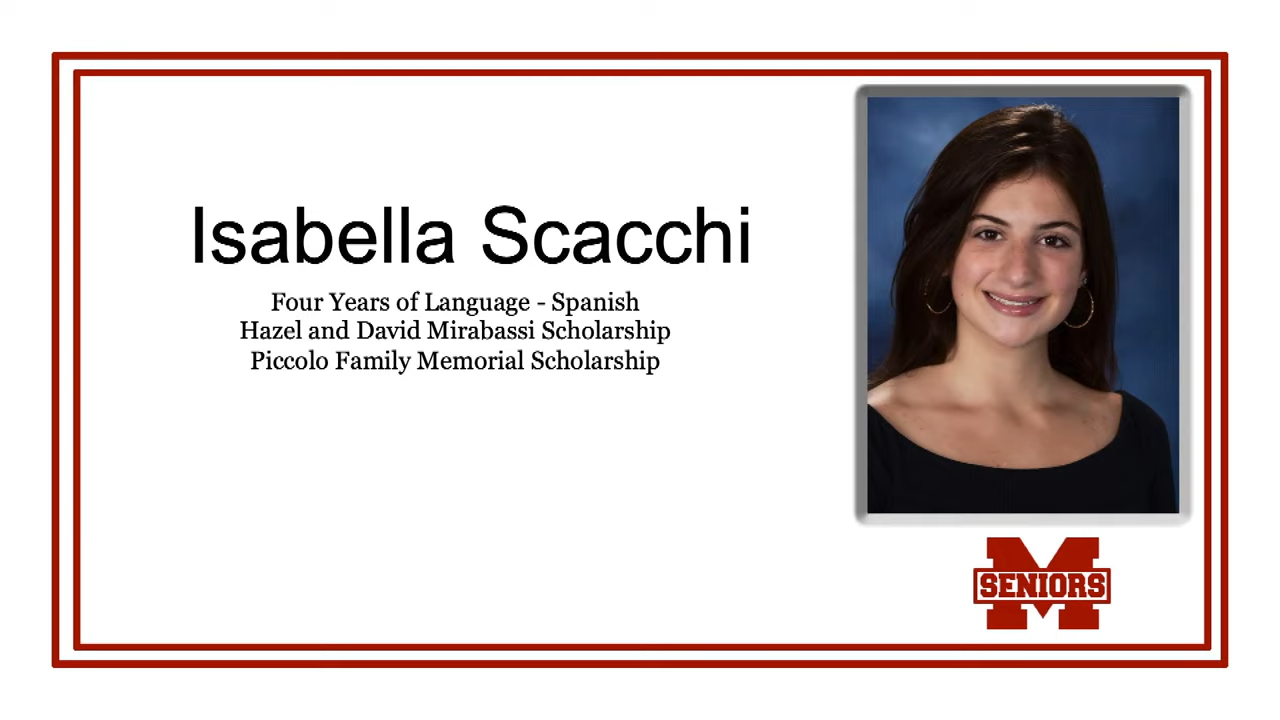 Isabella Scacchi
Four Years of Language - Spanish
Hazel and David Mirabassi Scholarship
Piccolo Family Memorial Scholarship
M
SENIORS